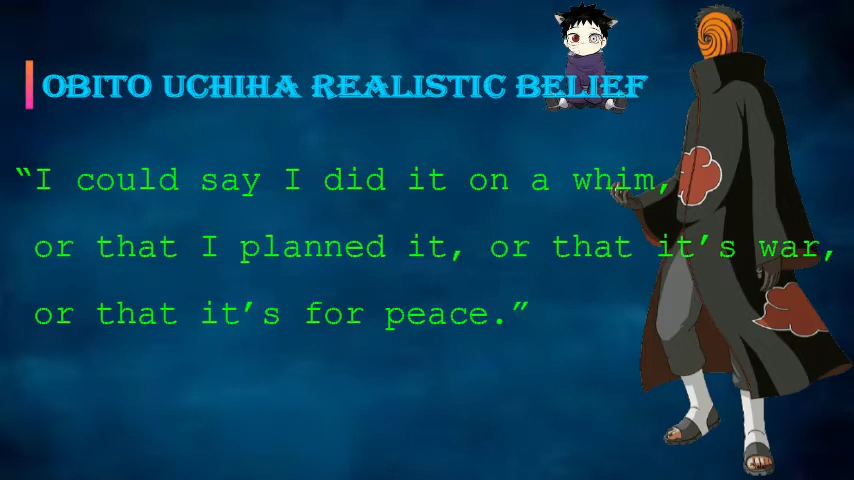 OBITO UCHIHA REALISTIC BELIEF
“I could say I did it on a whim,
or that I planned it, or that it’s war,
or that it’s for peace.”